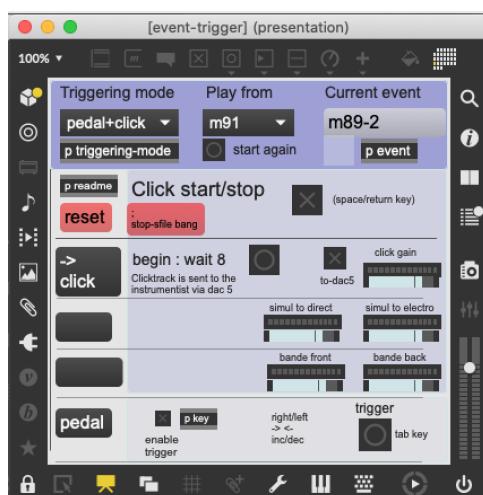 [event-trigger] (presentation)
100%
Triggering mode Play from Current event
pedal+click m91 m89-2
p triggering-mode start again p event
p readme Click start/stop (space/return key)
reset ;
stop-sfile bang
-> begin : wait 8 click gain
click Clicktrack is sent to the
instrumentist via dac 5 to-dac5
simul to direct simul to electro
bande front bande back
pedal p key right/left trigger
-> <- tab key
enable inc/dec
trigger